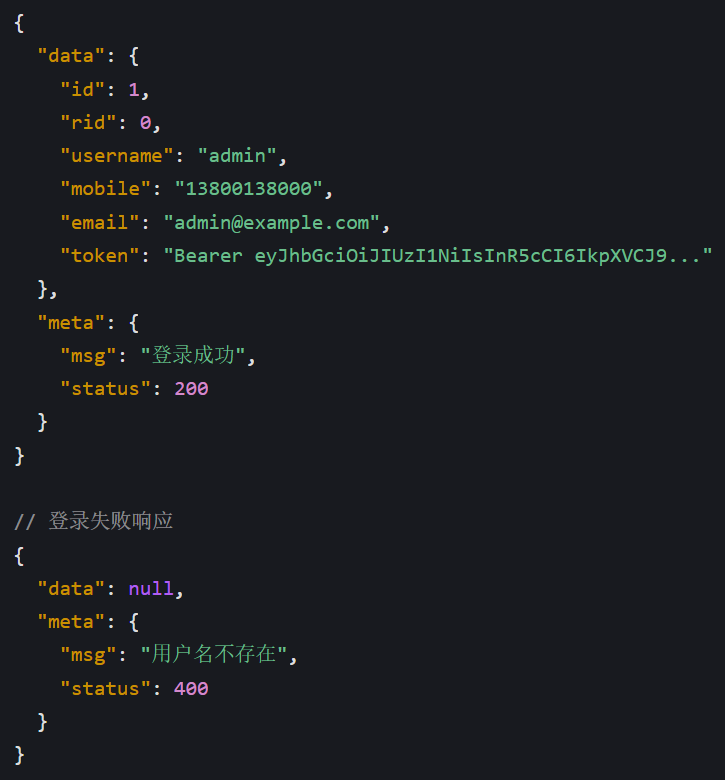 {
  "data": {
    "id": 1,
    "rid": 0,
    "username": "admin",
    "mobile": "13800138000",
    "email": "admin@example.com",
    "token": "Bearer eyJhbGciOiJIUzI1NiIsInR5cCI6IkpXVCJ9..."
  },
  "meta": {
    "msg": "登录成功",
    "status": 200
  }
}

// 登录失败响应
{
  "data": null,
  "meta": {
    "msg": "用户名不存在",
    "status": 400
  }
}